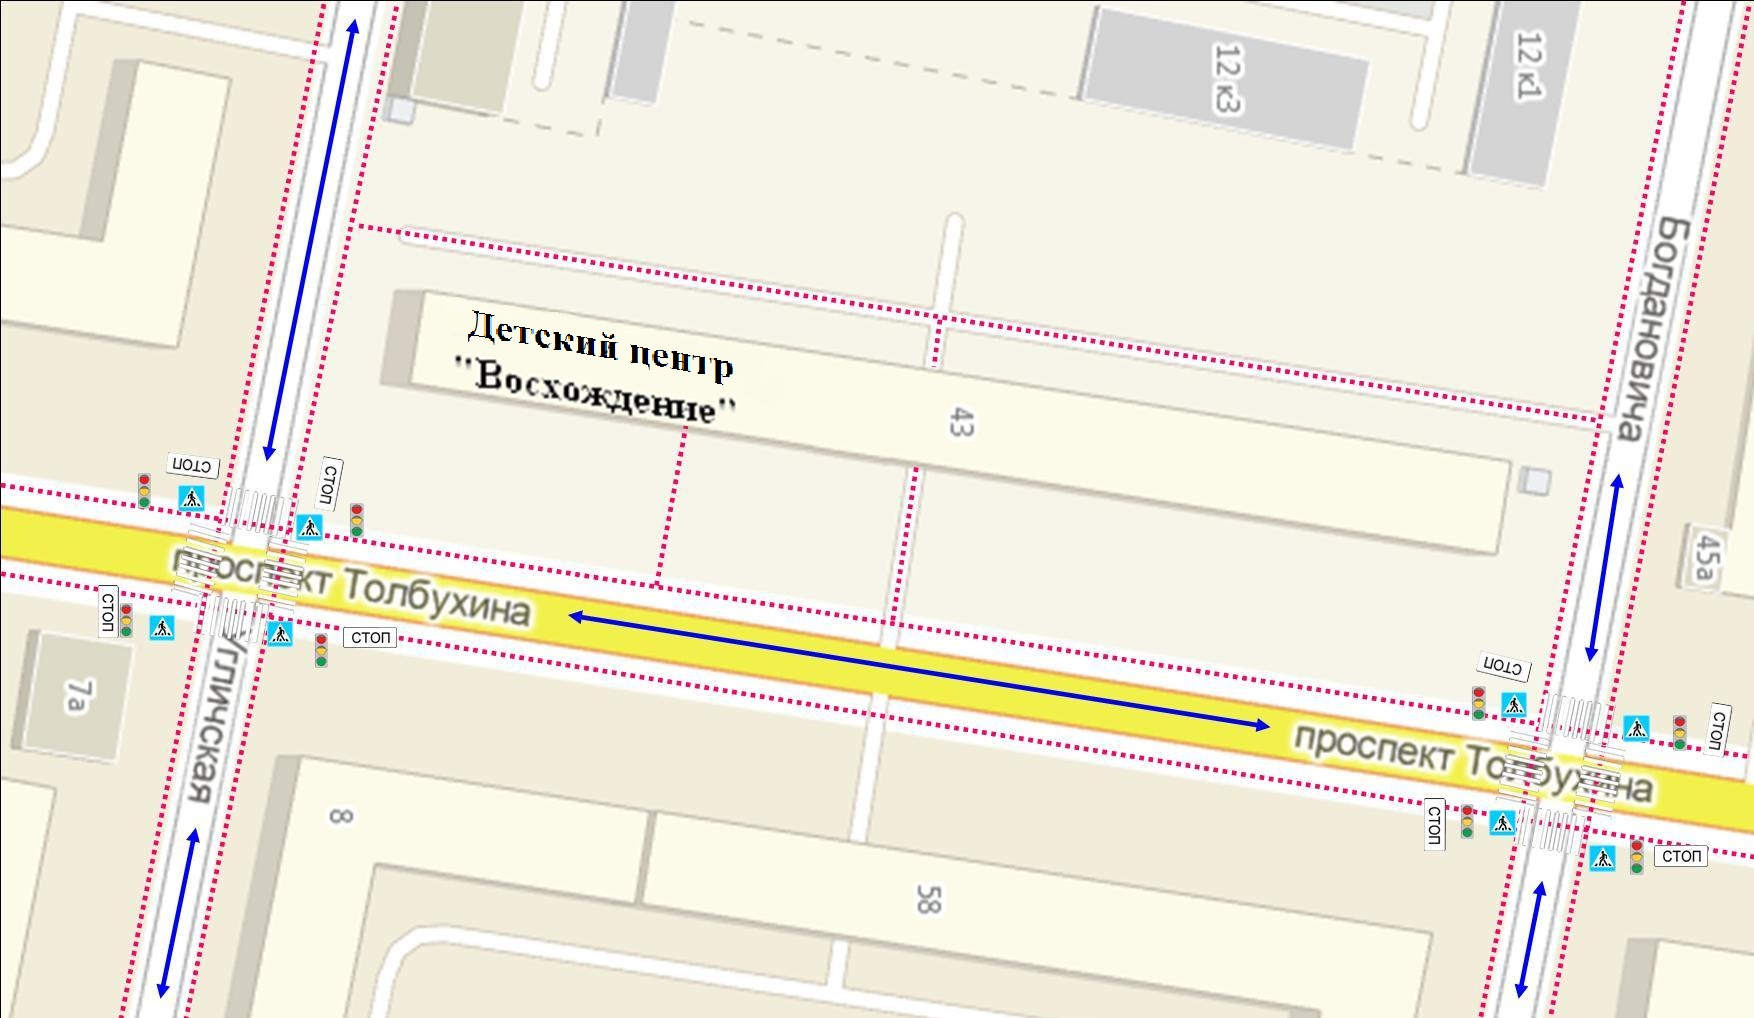 12 к3
12 к1
Богдановича
Детский центр
"Восхождение"
43
СТОП
СТОП
45а
проспект Толбухина
СТОП
СТОП
Угличская
7а
СТОП
СТОП
проспект Толбухина
СТОП
СТОП
8
58